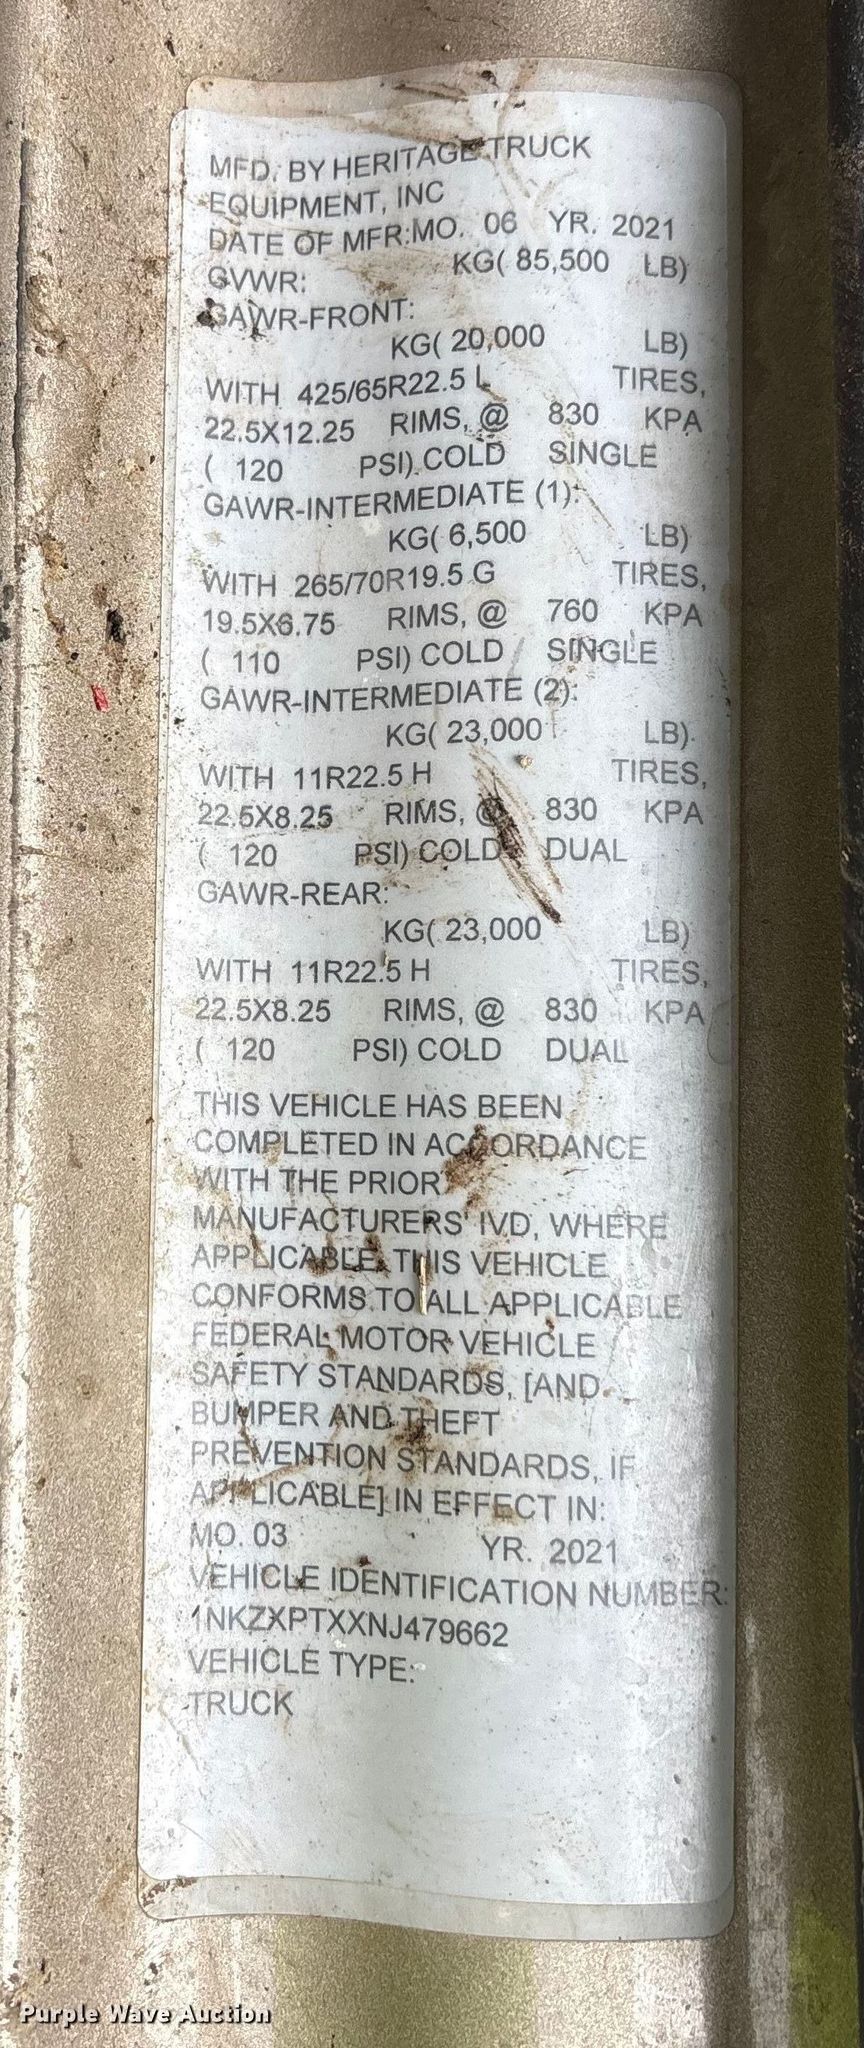 MFD. BY HERITAGE TRUCK
EQUIPMENT, INC
DATE OF MFR:MO. 06 YR. 2021
GVWR: KG( 85,500 LB)
GAWR-FRONT:
KG( 20,000 LB)
WITH 425/65R22.5 L TIRES,
22.5X12.25 RIMS, @ 830 KPA
( 120 PSI) COLD SINGLE
GAWR-INTERMEDIATE (1):
KG( 6,500 LB)
WITH 265/70R19.5 G TIRES,
19.5X6.75 RIMS, @ 760 KPA
( 110 PSI) COLD SINGLE
GAWR-INTERMEDIATE (2):
KG( 23,000 LB)
WITH 11R22.5 H TIRES,
22.5X8.25 RIMS, @ 830 KPA
( 120 PSI) COLD DUAL
GAWR-REAR:
KG( 23,000 LB)
WITH 11R22.5 H TIRES,
22.5X8.25 RIMS, @ 830 KPA
( 120 PSI) COLD DUAL
THIS VEHICLE HAS BEEN
COMPLETED IN ACCORDANCE
WITH THE PRIOR
MANUFACTURERS' IVD, WHERE
APPLICABLE. THIS VEHICLE
CONFORMS TO ALL APPLICABLE
FEDERAL MOTOR VEHICLE
SAFETY STANDARDS, [AND
BUMPER AND THEFT
PREVENTION STANDARDS, IF
APPLICABLE] IN EFFECT IN:
MO. 03 YR. 2021
VEHICLE IDENTIFICATION NUMBER:
1NKZXPTXXNJ479662
VEHICLE TYPE:
TRUCK
Purple Wave Auction